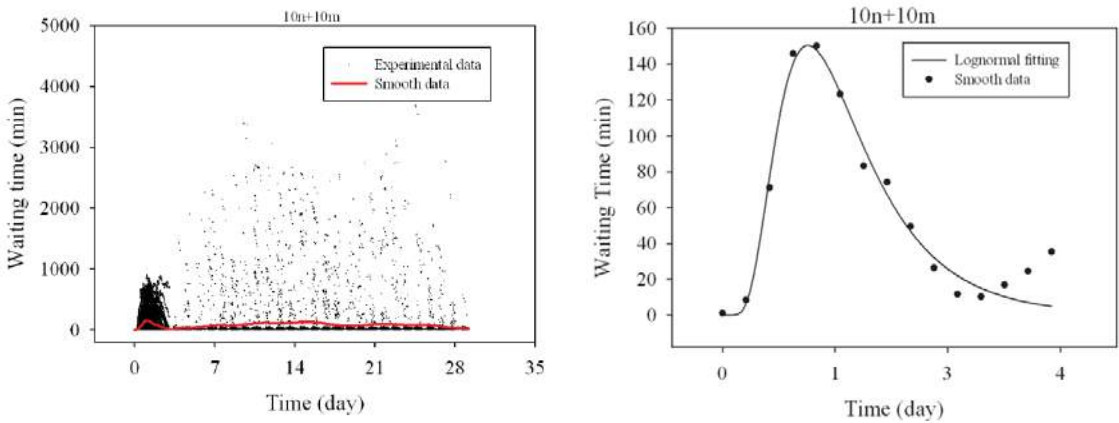 10n+10m
5000
4000
3000
2000
1000
0
Waiting time (min)
Experimental data
Smooth data
0 7 14 21 28 35
Time (day)
10n+10m
160
140
120
100
80
60
40
20
0
Waiting Time (min)
Lognormal fitting
Smooth data
0 1 3 4
Time (day)